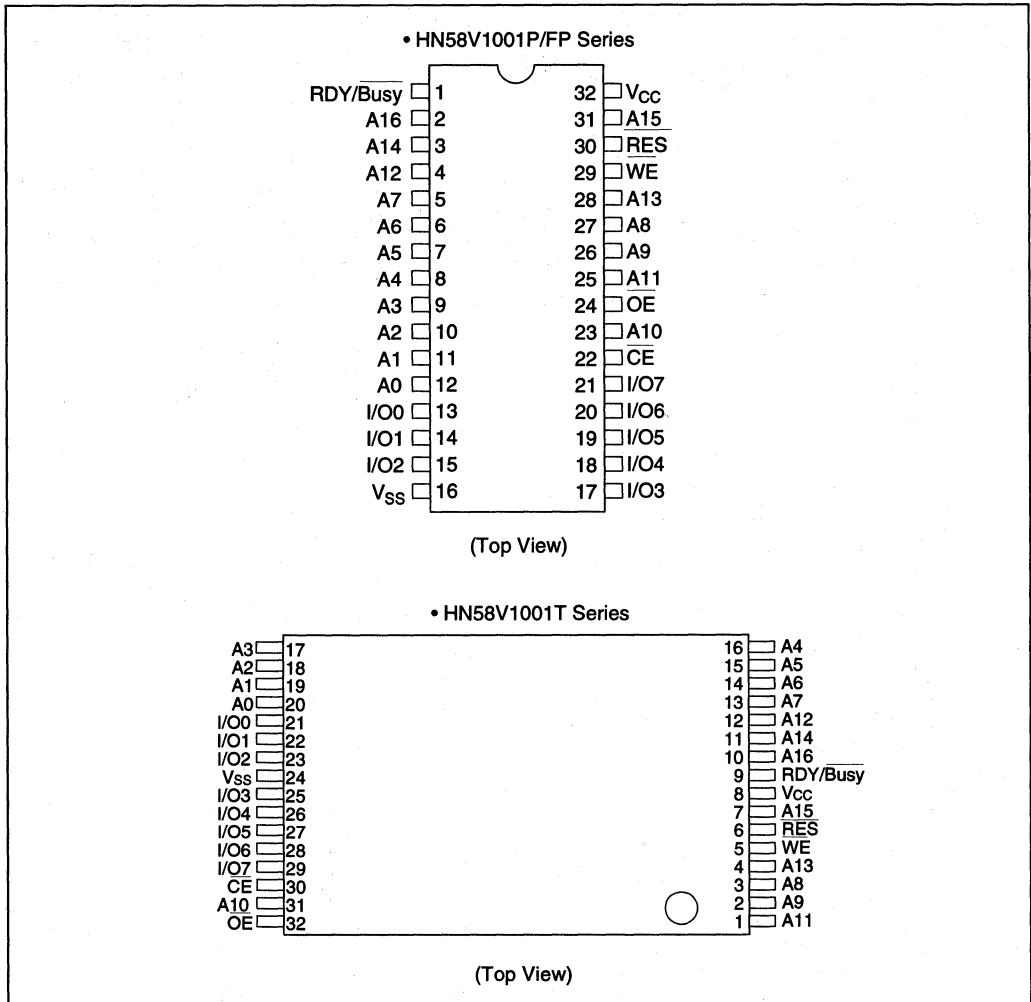 • HN58V1001P/FP Series
RDY/Busy 1 32 VCC
A16 2 31 A15
A14 3 30 RES
A12 4 29 WE
A7 5 28 A13
A6 6 27 A8
A5 7 26 A9
A4 8 25 A11
A3 9 24 OE
A2 10 23 A10
A1 11 22 CE
A0 12 21 I/O7
I/O0 13 20 I/O6
I/O1 14 19 I/O5
I/O2 15 18 I/O4
VSS 16 17 I/O3
(Top View)
• HN58V1001T Series
A3 17 16 A4
A2 18 15 A5
A1 19 14 A6
A0 20 13 A7
I/O0 21 12 A12
I/O1 22 11 A14
I/O2 23 10 A16
VSS 24 9 RDY/Busy
I/O3 25 8 VCC
I/O4 26 7 A15
I/O5 27 6 RES
I/O6 28 5 WE
I/O7 29 4 A13
CE 30 3 A8
A10 31 2 A9
OE 32 1 A11
(Top View)